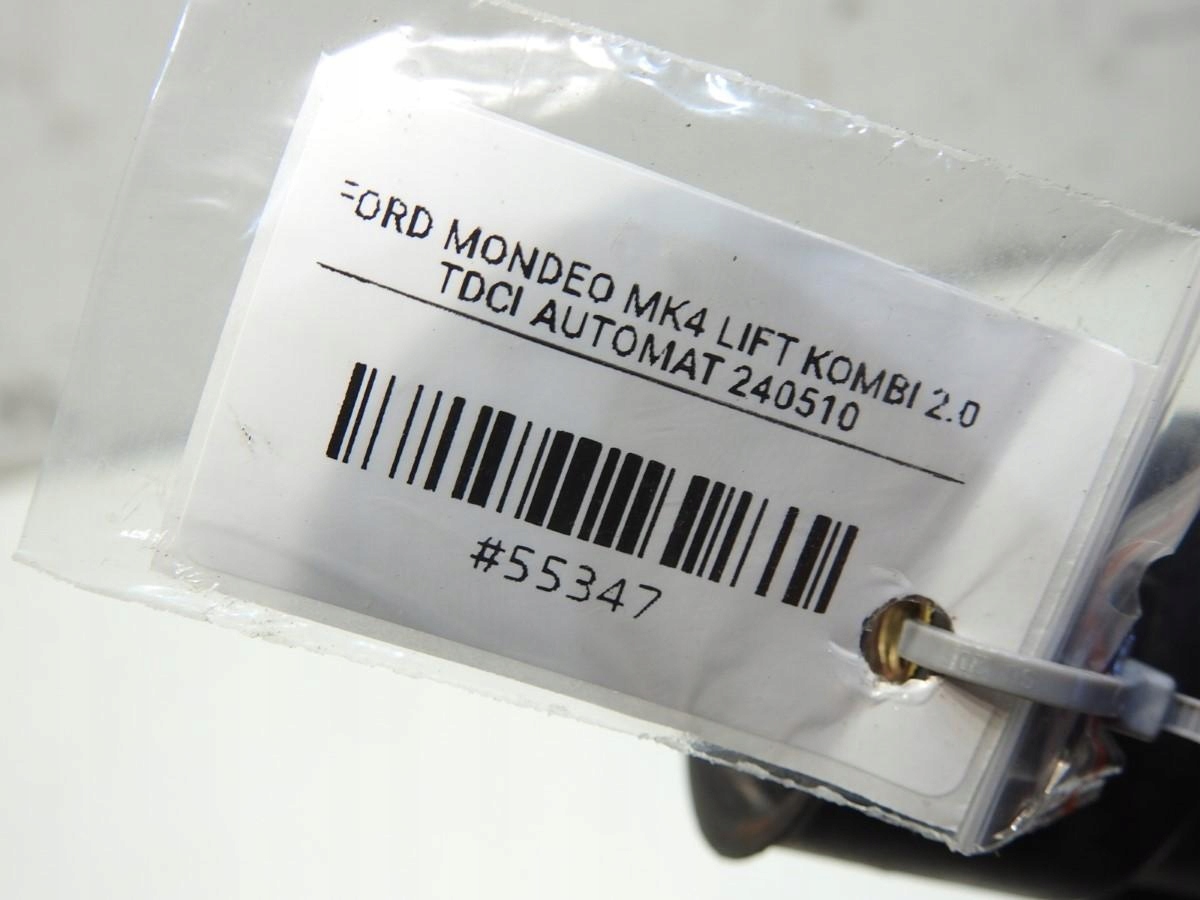 FORD MONDEO MK4 LIFT KOMBI 2.0
TDCI AUTOMAT 240510
#55347